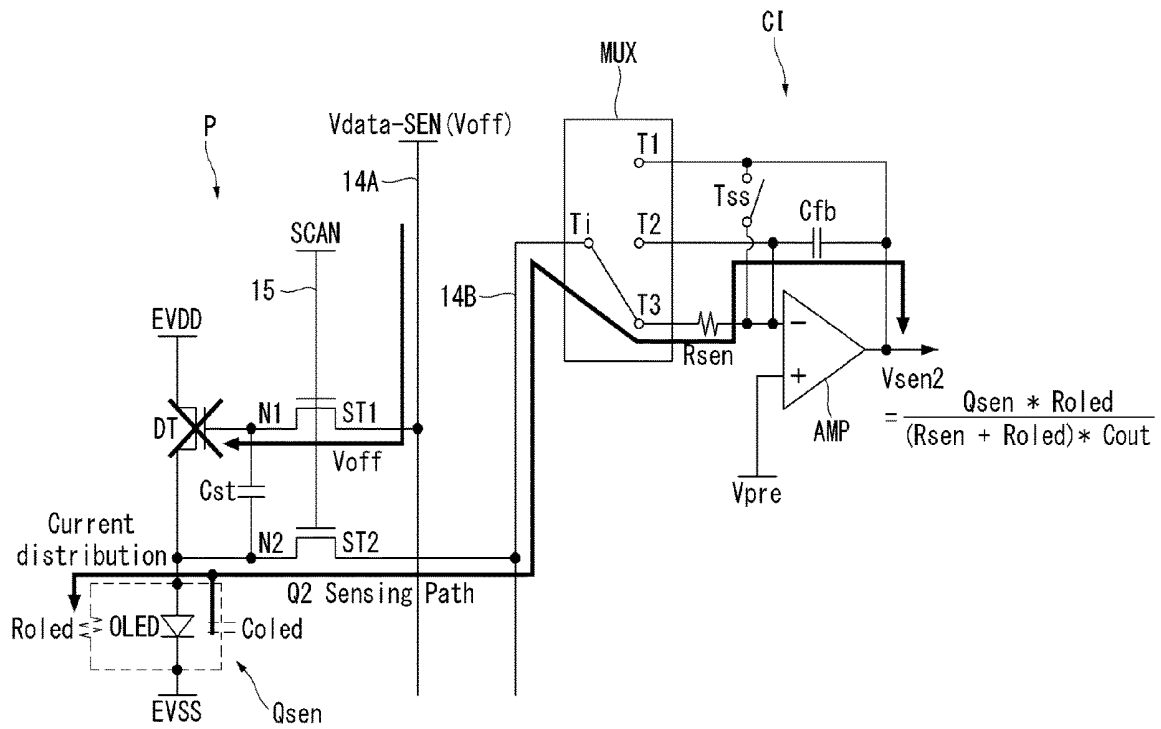 CI
MUX
P
Vdata-SEN(Voff)
T1
14A
Tss
Cfb
SCAN
Ti
T2
15
14B
T3
EVDD
Rsen
Vsen2
DT
N1
ST1
AMP
= Qsen * Roled
(Rsen + Roled)* Cout
Voff
Cst
Vpre
Current
distribution
N2
ST2
Q2 Sensing Path
Roled
OLED
Coled
EVSS
Qsen